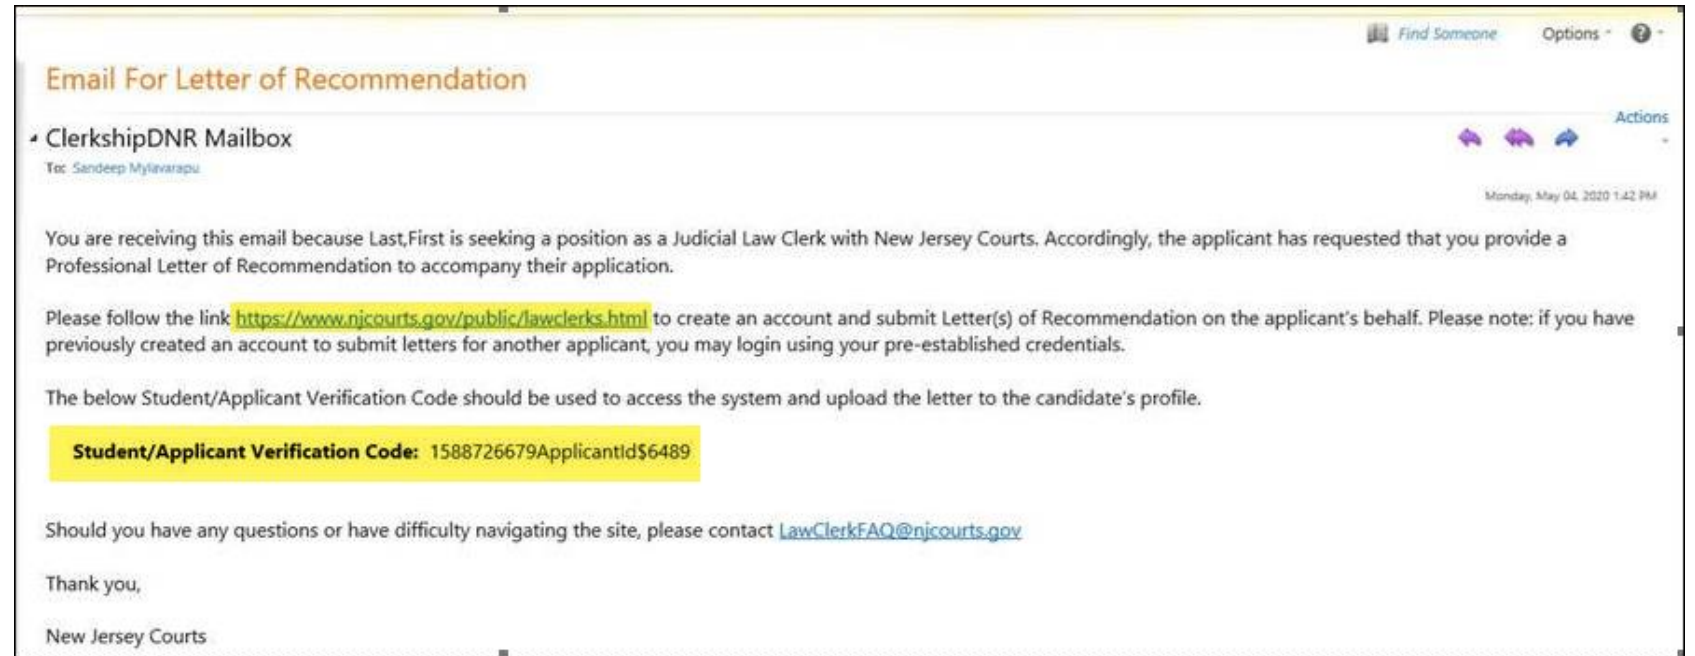 Find Someone Options
Email For Letter of Recommendation
Actions
ClerkshipDNR Mailbox
To: Sandeep Mylavarapu
Monday, May 04, 2020 1:42 PM
You are receiving this email because Last,First is seeking a position as a Judicial Law Clerk with New Jersey Courts. Accordingly, the applicant has requested that you provide a
Professional Letter of Recommendation to accompany their application.
Please follow the link https://www.njcourts.gov/public/lawclerks.html to create an account and submit Letter(s) of Recommendation on the applicant's behalf. Please note: if you have
previously created an account to submit letters for another applicant, you may login using your pre-established credentials.
The below Student/Applicant Verification Code should be used to access the system and upload the letter to the candidate's profile.
Student/Applicant Verification Code: 1588726679ApplicantId$6489
Should you have any questions or have difficulty navigating the site, please contact LawClerkFAQ@njcourts.gov
Thank you,
New Jersey Courts